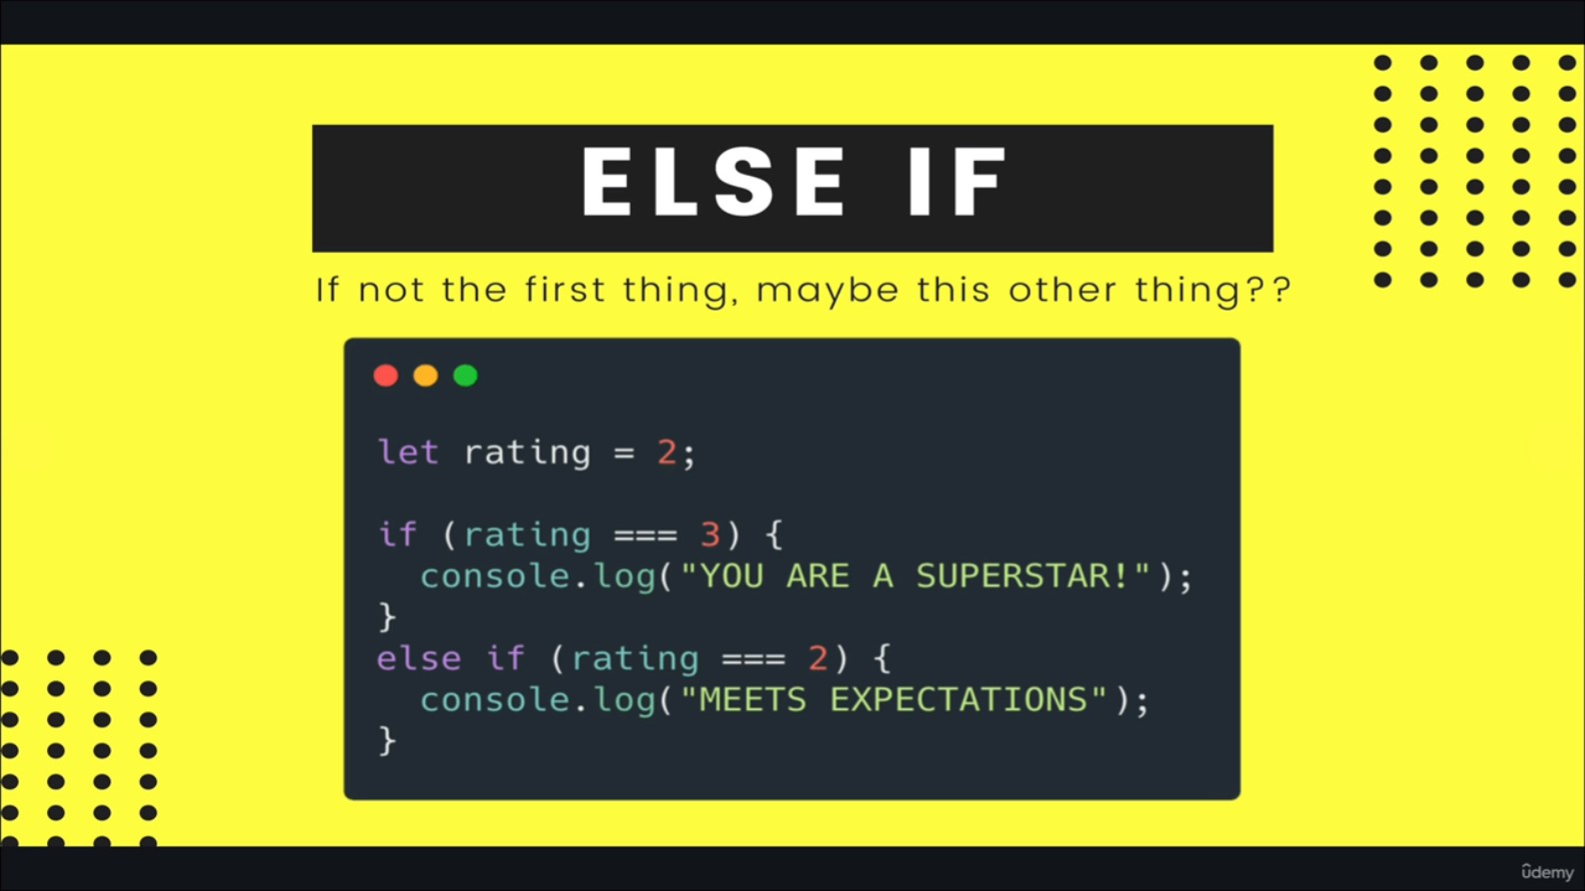 ELSE IF
If not the first thing, maybe this other thing??
let rating = 2;
if (rating === 3) {
  console.log("YOU ARE A SUPERSTAR!");
}
else if (rating === 2) {
  console.log("MEETS EXPECTATIONS");
}
ûdemy